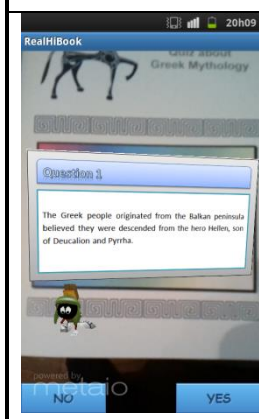 20h09
RealHiBook
Quiz about
Greek Mythology
Question 1
The Greek people originated from the Balkan peninsula
believed they were descended from the hero Hellen, son
of Deucalion and Pyrrha.
powered by
metaio
NO
YES